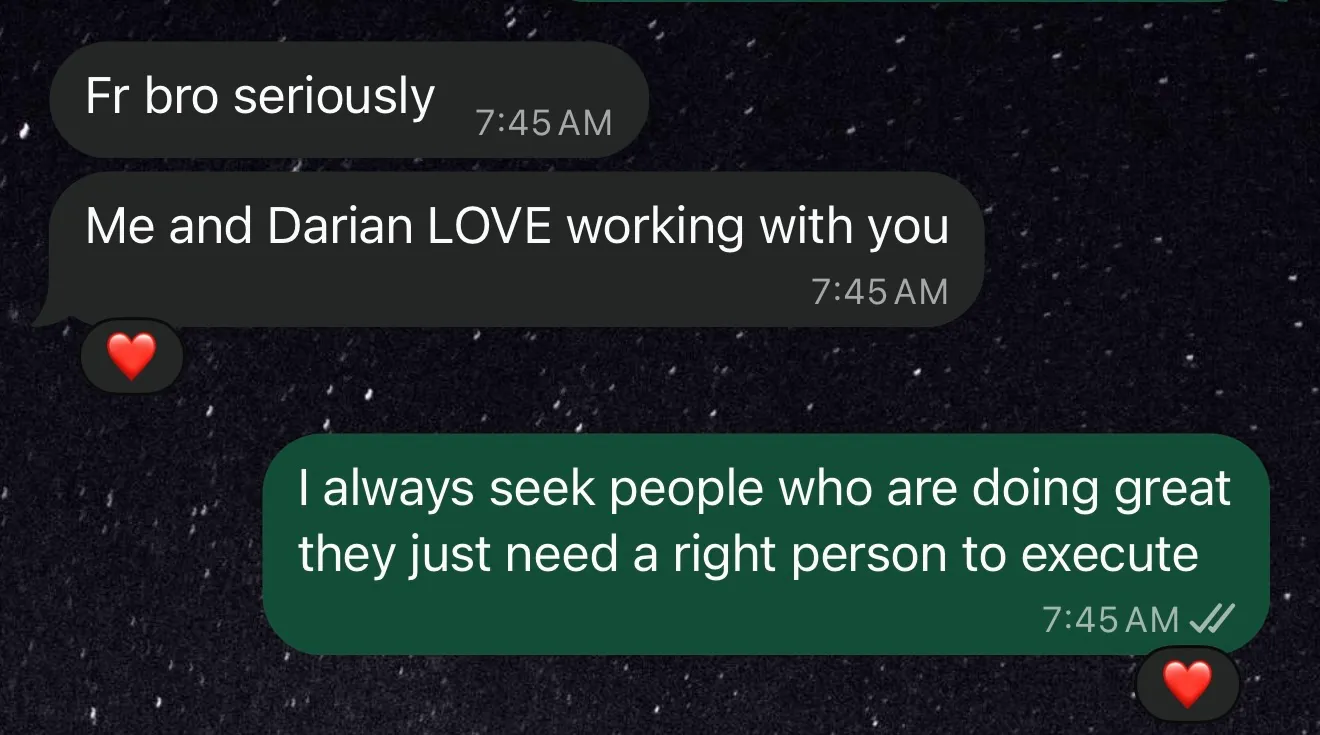 Fr bro seriously
7:45 AM
Me and Darian LOVE working with you
7:45 AM
I always seek people who are doing great
they just need a right person to execute
7:45 AM